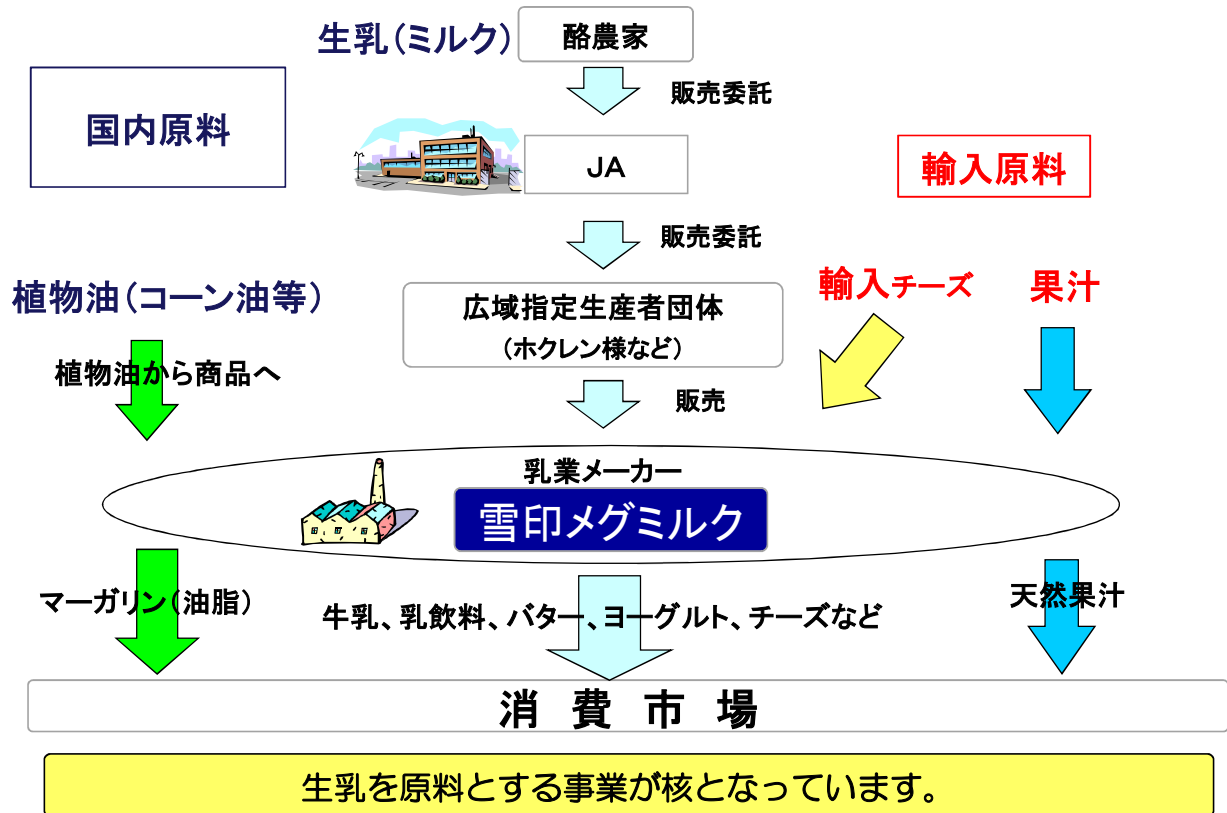 生乳(ミルク)
酪農家
販売委託
国内原料
JA
輸入原料
販売委託
植物油(コーン油等)
広域指定生産者団体
(ホクレン様など)
輸入チーズ
果汁
植物油から商品へ
販売
乳業メーカー
雪印メグミルク
マーガリン(油脂)
牛乳、乳飲料、バター、ヨーグルト、チーズなど
天然果汁
消 費 市 場
生乳を原料とする事業が核となっています。